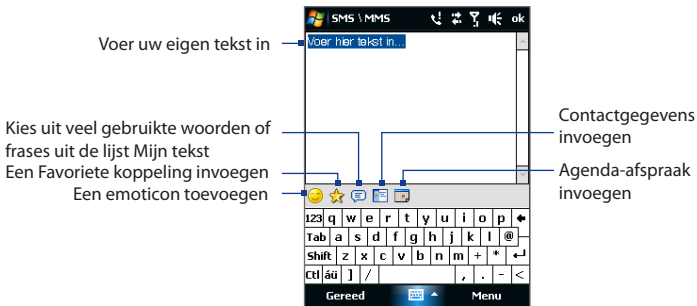 SMS \ MMS ok
Voer uw eigen tekst in
Voer hier tekst in...
Kies uit veel gebruikte woorden of
frases uit de lijst Mijn tekst
Een Favoriete koppeling invoegen
Een emoticon toevoegen
Contactgegevens
invoegen
Agenda-afspraak
invoegen
123 q w e r t y u i o p
Tab a s d f g h j k l @
Shift z x c v b n m + *
Ctl áü ] / , . - <
Gereed Menu